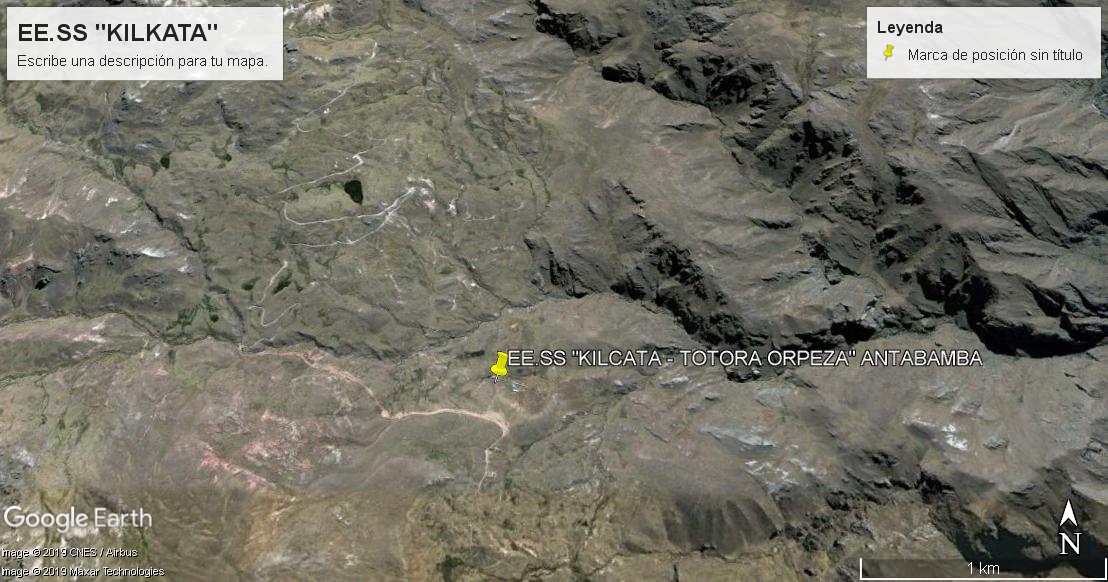 EE.SS "KILKATA"
Escribe una descripción para tu mapa.
Leyenda
Marca de posición sin título
EE.SS "KILCATA - TOTORA ORPEZA" ANTABAMBA
Google Earth
Image © 2019 CNES / Airbus
Image © 2019 Maxar Technologies
N
1 km